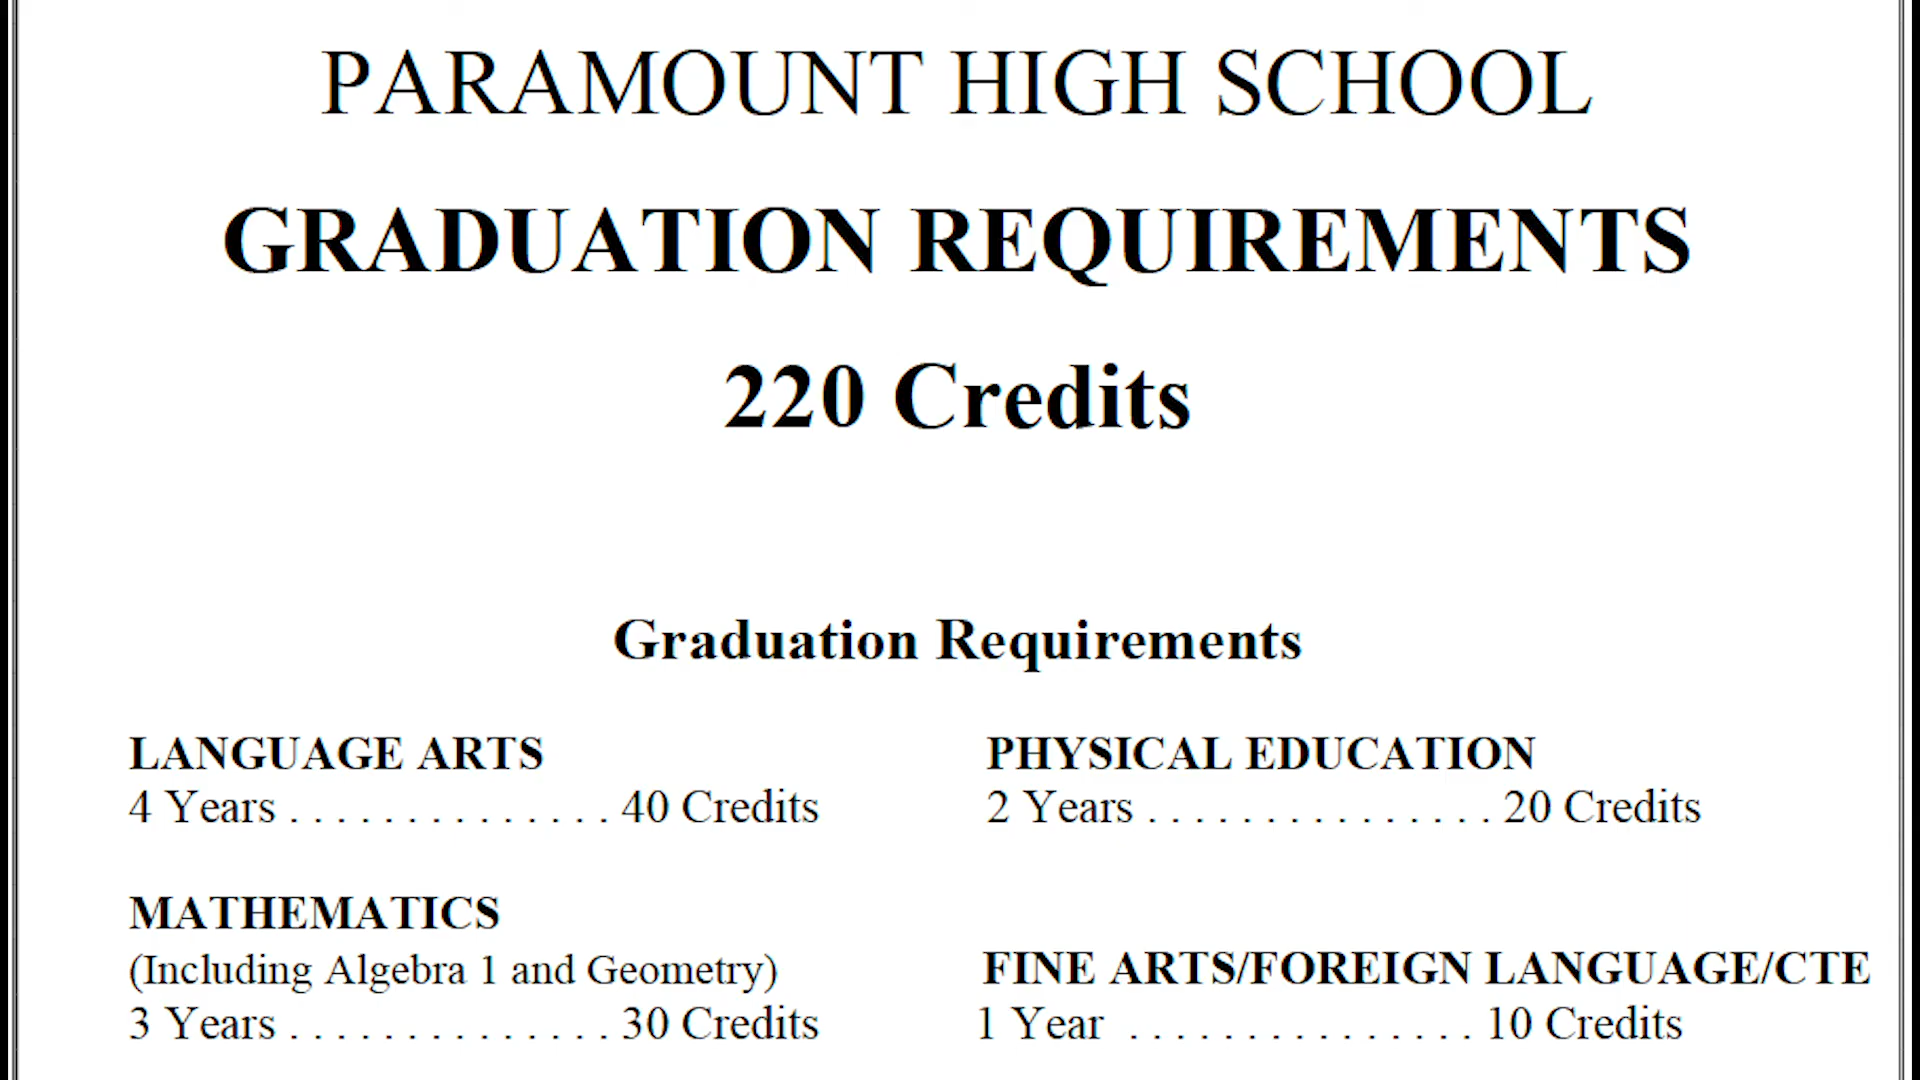 PARAMOUNT HIGH SCHOOL
GRADUATION REQUIREMENTS
220 Credits
Graduation Requirements
LANGUAGE ARTS
4 Years . . . . . . . . . . . . . . 40 Credits
MATHEMATICS
(Including Algebra 1 and Geometry)
3 Years . . . . . . . . . . . . . . 30 Credits
PHYSICAL EDUCATION
2 Years . . . . . . . . . . . . . . . 20 Credits
FINE ARTS/FOREIGN LANGUAGE/CTE
1 Year . . . . . . . . . . . . . . . 10 Credits